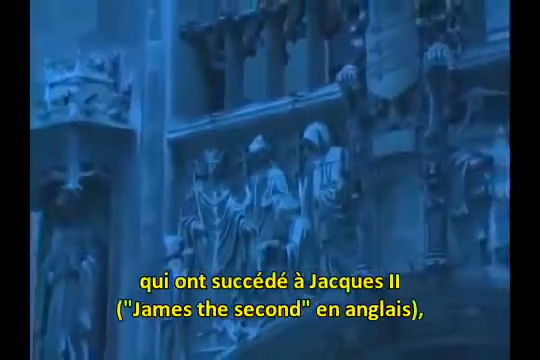 qui ont succédé à Jacques II
("James the second" en anglais),